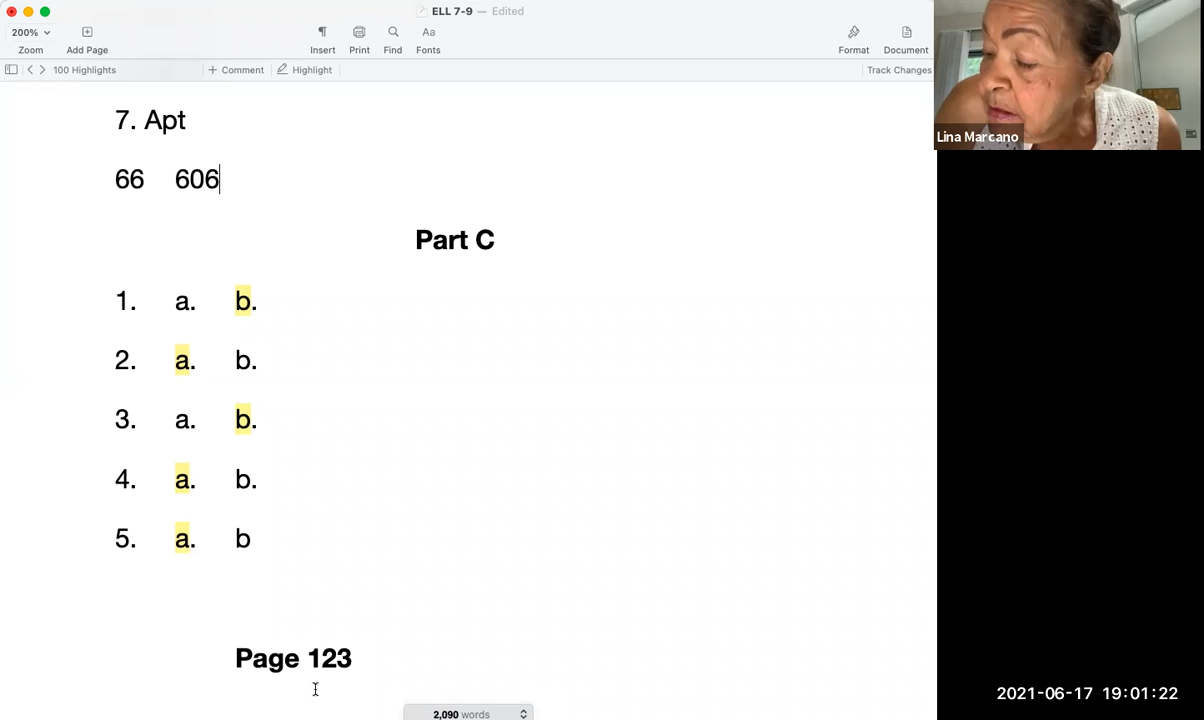 ELL 7-9 — Edited
200%
Zoom
Add Page
Insert
Print
Find
Aa
Fonts
Format
Document
100 Highlights
+ Comment
Highlight
Track Changes
7. Apt
66 606
Part C
1. a. b.
2. a. b.
3. a. b.
4. a. b.
5. a. b
Page 123
2,090 words
Lina Marcano
2021-06-17 19:01:22